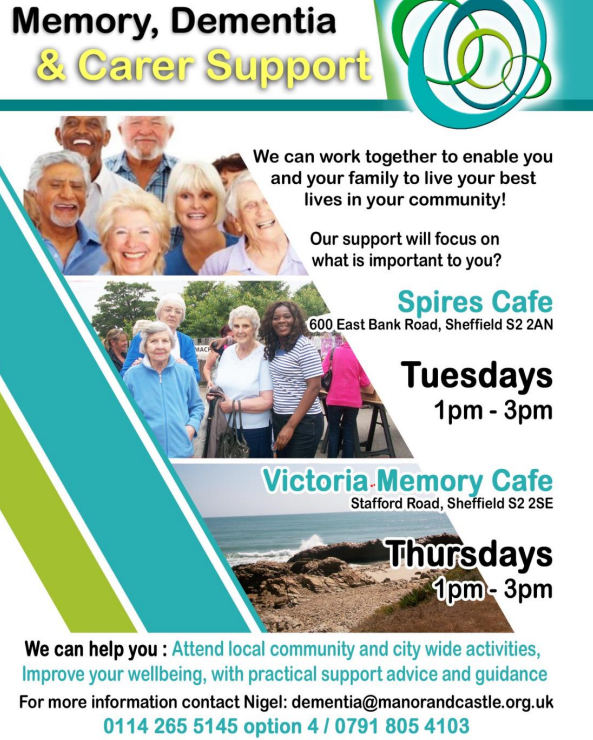 Memory, Dementia
& Carer Support
We can work together to enable you
and your family to live your best
lives in your community!
Our support will focus on
what is important to you?
Spires Cafe
600 East Bank Road, Sheffield S2 2AN
Tuesdays
1pm - 3pm
Victoria Memory Cafe
Stafford Road, Sheffield S2 2SE
Thursdays
1pm - 3pm
We can help you : Attend local community and city wide activities,
Improve your wellbeing, with practical support advice and guidance
For more information contact Nigel: dementia@manorandcastle.org.uk
0114 265 5145 option 4 / 0791 805 4103